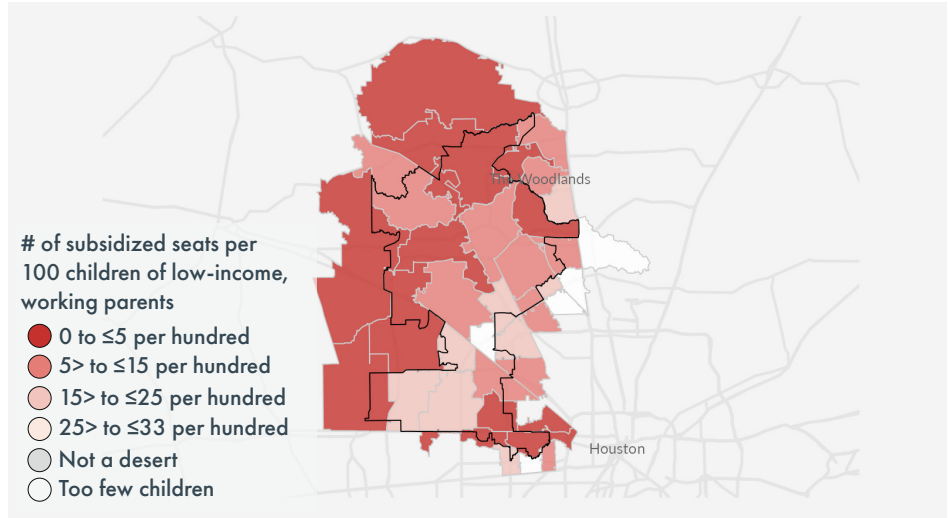 The Woodlands
# of subsidized seats per
100 children of low-income,
working parents
0 to ≤5 per hundred
5> to ≤15 per hundred
15> to ≤25 per hundred
25> to ≤33 per hundred
Not a desert
Too few children
Houston